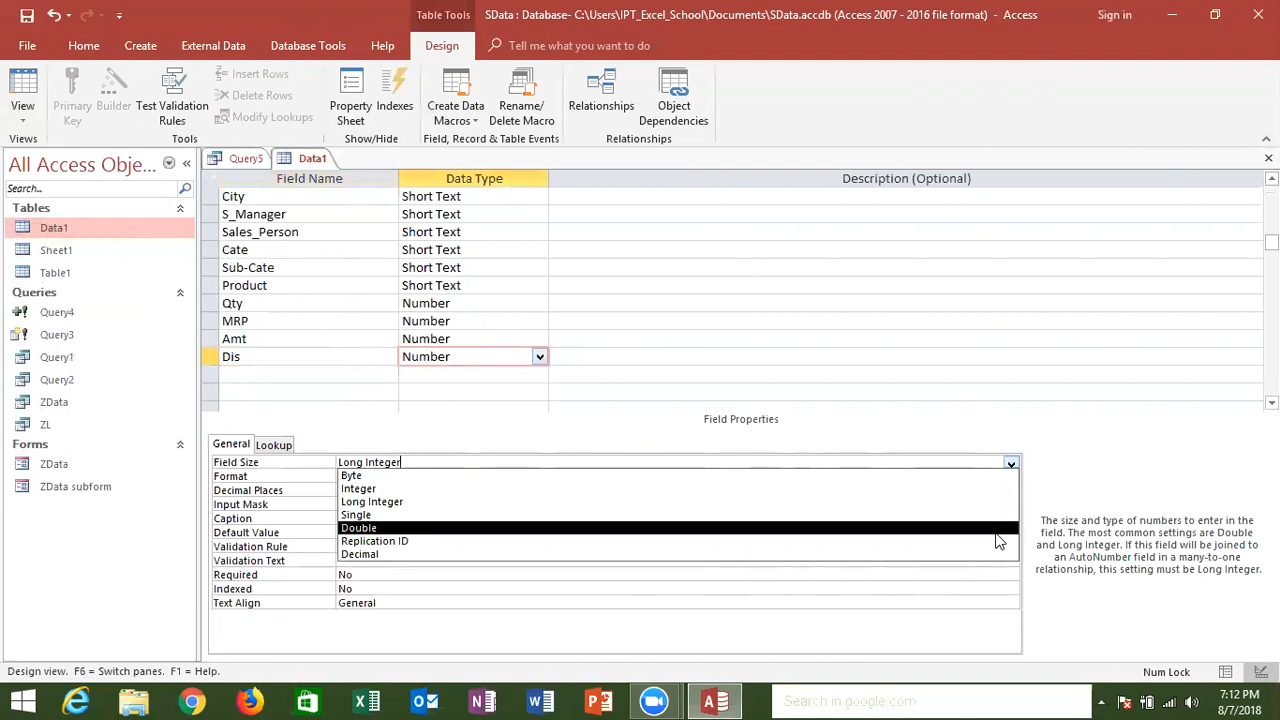 Table Tools
SData : Database- C:\Users\IPT_Excel_School\Documents\SData.accdb (Access 2007 - 2016 file format) - Access
Sign in
File Home Create External Data Database Tools Help Design Tell me what you want to do
View
Primary Key
Builder
Test Validation Rules
Insert Rows
Delete Rows
Modify Lookups
Property Sheet
Indexes
Create Data Macros
Rename/ Delete Macro
Relationships
Object Dependencies
Views Tools Show/Hide Field, Record & Table Events Relationships
All Access Obje...
Search...
Tables
Data1
Sheet1
Table1
Queries
Query4
Query3
Query1
Query2
ZData
ZL
Forms
ZData
ZData subform
Query5 Data1
Field Name Data Type Description (Optional)
City Short Text
S_Manager Short Text
Sales_Person Short Text
Cate Short Text
Sub-Cate Short Text
Product Short Text
Qty Number
MRP Number
Amt Number
Dis Number
Field Properties
General Lookup
Field Size Long Integer
Format
Decimal Places
Input Mask
Caption
Default Value
Validation Rule
Validation Text
Required No
Indexed No
Text Align General
Byte
Integer
Long Integer
Single
Double
Replication ID
Decimal
The size and type of numbers to enter in the
field. The most common settings are Double
and Long Integer. If this field will be joined to
an AutoNumber field in a many-to-one
relationship, this setting must be Long Integer.
Design view. F6 = Switch panes. F1 = Help.
Num Lock
Search in google.com
7:12 PM
8/7/2018